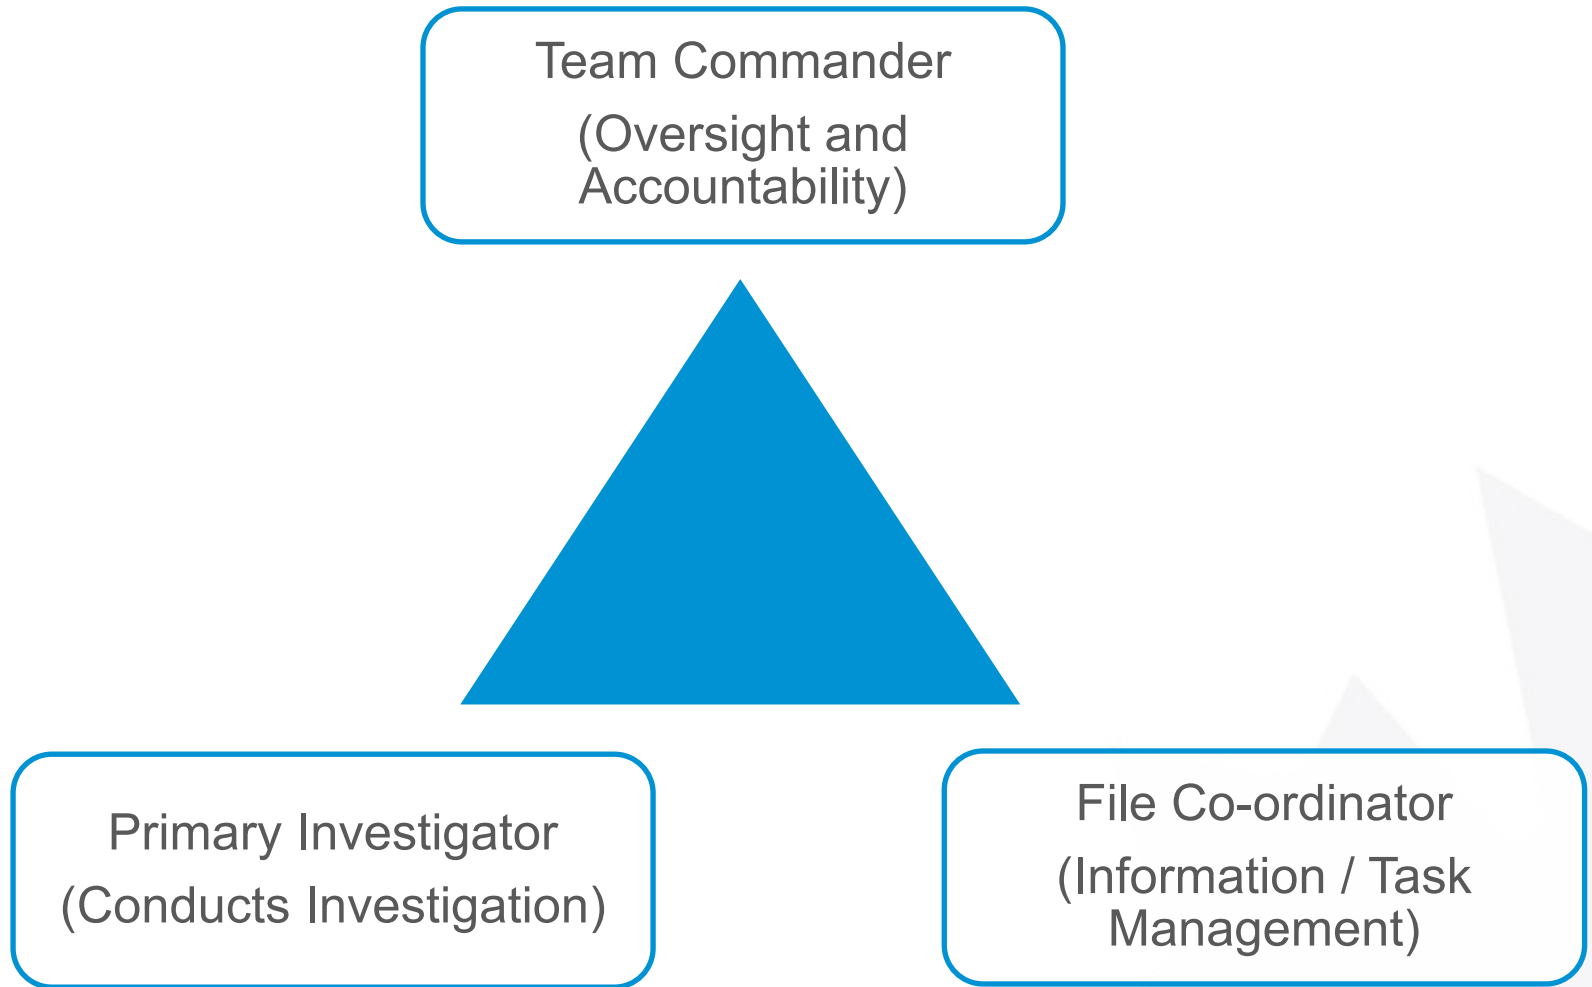 Team Commander
(Oversight and
Accountability)
Primary Investigator
(Conducts Investigation)
File Co-ordinator
(Information / Task
Management)